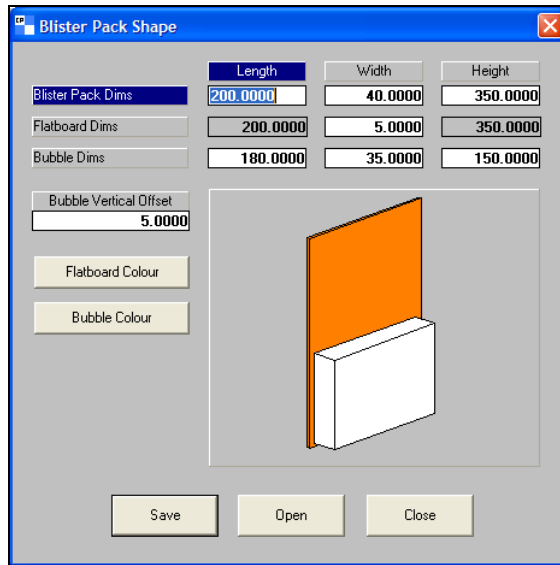 CP Blister Pack Shape
Length Width Height
Blister Pack Dims 200.0000 40.0000 350.0000
Flatboard Dims 200.0000 5.0000 350.0000
Bubble Dims 180.0000 35.0000 150.0000
Bubble Vertical Offset
5.0000
Flatboard Colour
Bubble Colour
Save Open Close